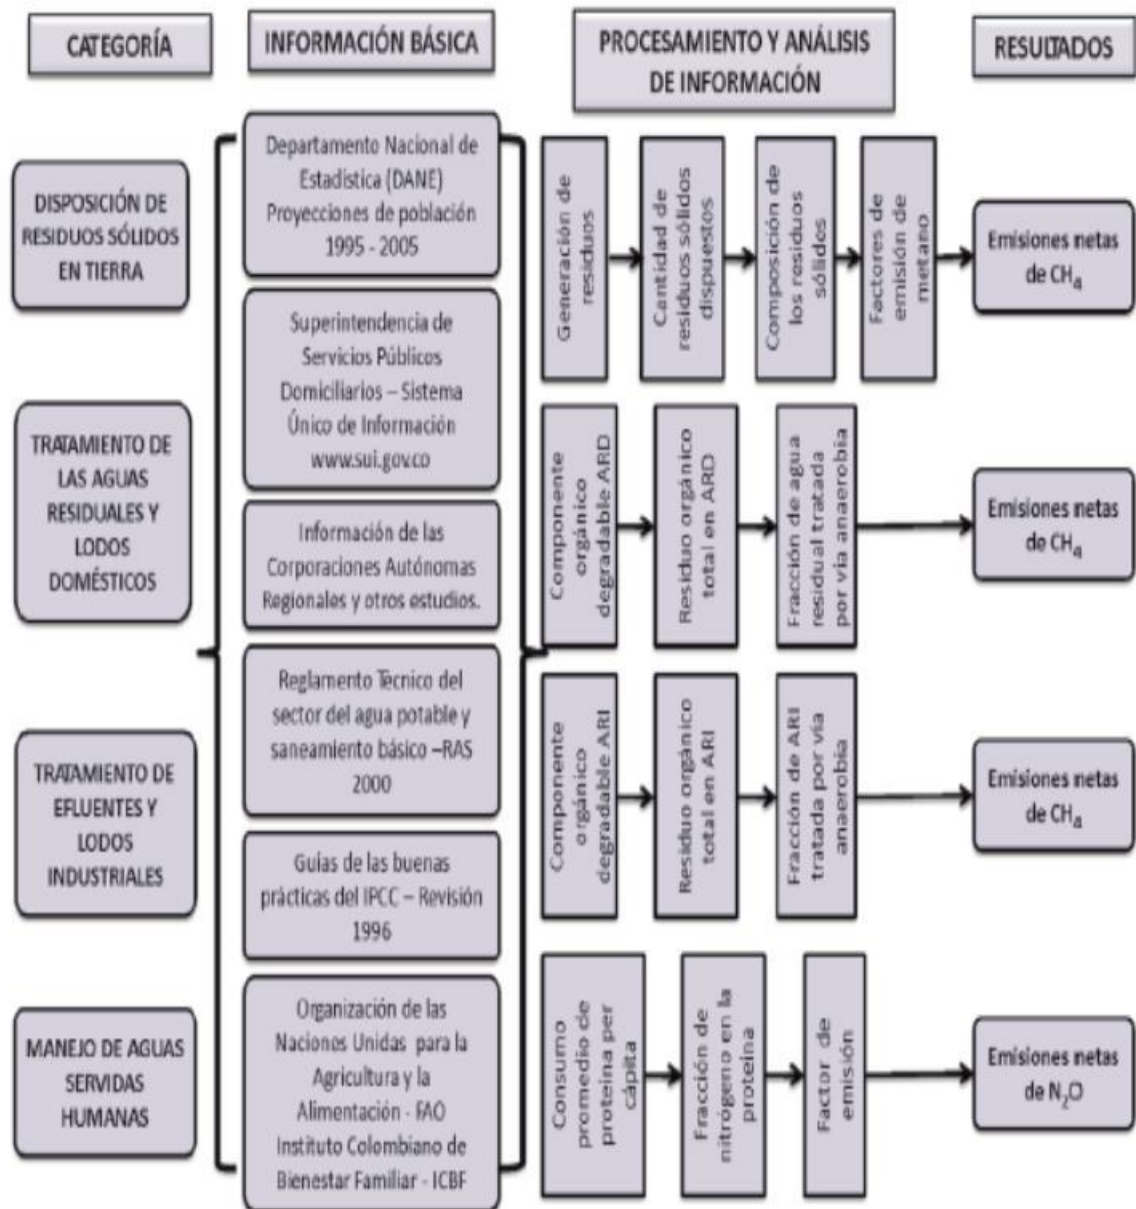 CATEGORÍA
INFORMACIÓN BÁSICA
PROCESAMIENTO Y ANÁLISIS
DE INFORMACIÓN
RESULTADOS
DISPOSICIÓN DE
RESIDUOS SÓLIDOS
EN TIERRA
TRATAMIENTO DE
LAS AGUAS
RESIDUALES Y
LODOS
DOMÉSTICOS
TRATAMIENTO DE
EFLUENTES Y
LODOS
INDUSTRIALES
MANEJO DE AGUAS
SERVIDAS
HUMANAS
Departamento Nacional de
Estadística (DANE)
Proyecciones de población
1995 - 2005
Superintendencia de
Servicios Públicos
Domiciliarios – Sistema
Único de Información
www.sui.gov.co
Información de las
Corporaciones Autónomas
Regionales y otros estudios.
Reglamento Técnico del
sector del agua potable y
saneamiento básico –RAS
2000
Guías de las buenas
prácticas del IPCC – Revisión
1996
Organización de las
Naciones Unidas para la
Agricultura y la
Alimentación - FAO
Instituto Colombiano de
Bienestar Familiar - ICBF
Generación de
residuos
Cantidad de
residuos sólidos
dispuestos
Composición de
los residuos
sólidos
Factores de
emisión de
metano
Emisiones netas
de CH₄
Componente
orgánico
degradable ARD
Residuo orgánico
total en ARD
Fracción de agua
residual tratada
por vía anaerobia
Emisiones netas
de CH₄
Componente
orgánico
degradable ARI
Residuo orgánico
total en ARI
Fracción de ARI
tratada por vía
anaerobia
Emisiones netas
de CH₄
Consumo
promedio de
proteína per
cápita
Fracción de
nitrógeno en la
proteína
Factor de
emisión
Emisiones netas
de N₂O